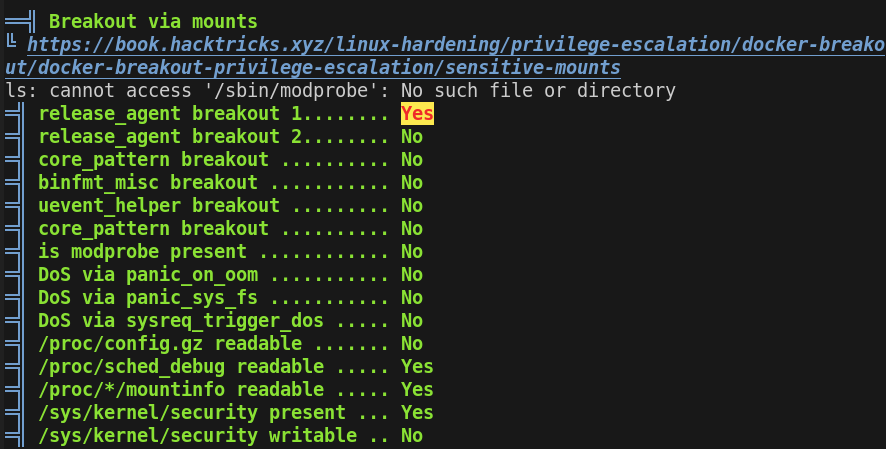 ══╣ Breakout via mounts
╚ https://book.hacktricks.xyz/linux-hardening/privilege-escalation/docker-breako
ut/docker-breakout-privilege-escalation/sensitive-mounts
ls: cannot access '/sbin/modprobe': No such file or directory
═╣ release_agent breakout 1........ Yes
═╣ release_agent breakout 2........ No
═╣ core_pattern breakout .......... No
═╣ binfmt_misc breakout ........... No
═╣ uevent_helper breakout ......... No
═╣ core_pattern breakout .......... No
═╣ is modprobe present ............ No
═╣ DoS via panic_on_oom ........... No
═╣ DoS via panic_sys_fs ........... No
═╣ DoS via sysreq_trigger_dos ..... No
═╣ /proc/config.gz readable ....... No
═╣ /proc/sched_debug readable ..... Yes
═╣ /proc/*/mountinfo readable ..... Yes
═╣ /sys/kernel/security present ... Yes
═╣ /sys/kernel/security writable .. No